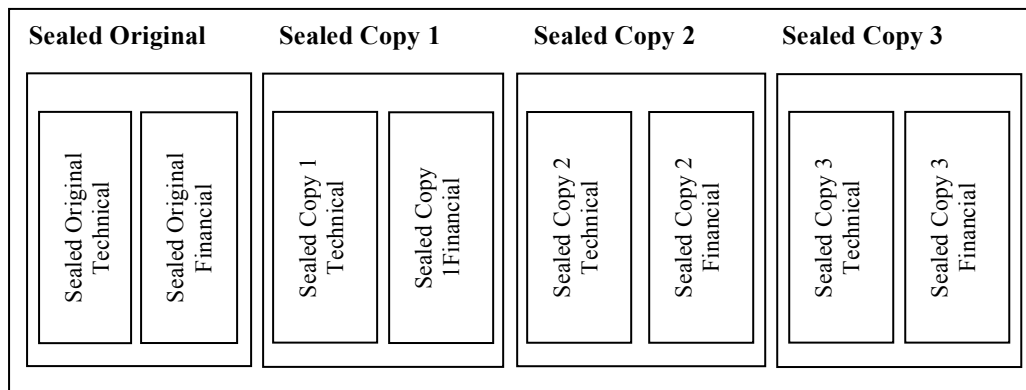 Sealed Original
Sealed Copy 1
Sealed Copy 2
Sealed Copy 3
Sealed Original
Technical
Sealed Original
Financial
Sealed Copy 1
Technical
Sealed Copy
1Financial
Sealed Copy 2
Technical
Sealed Copy 2
Financial
Sealed Copy 3
Technical
Sealed Copy 3
Financial